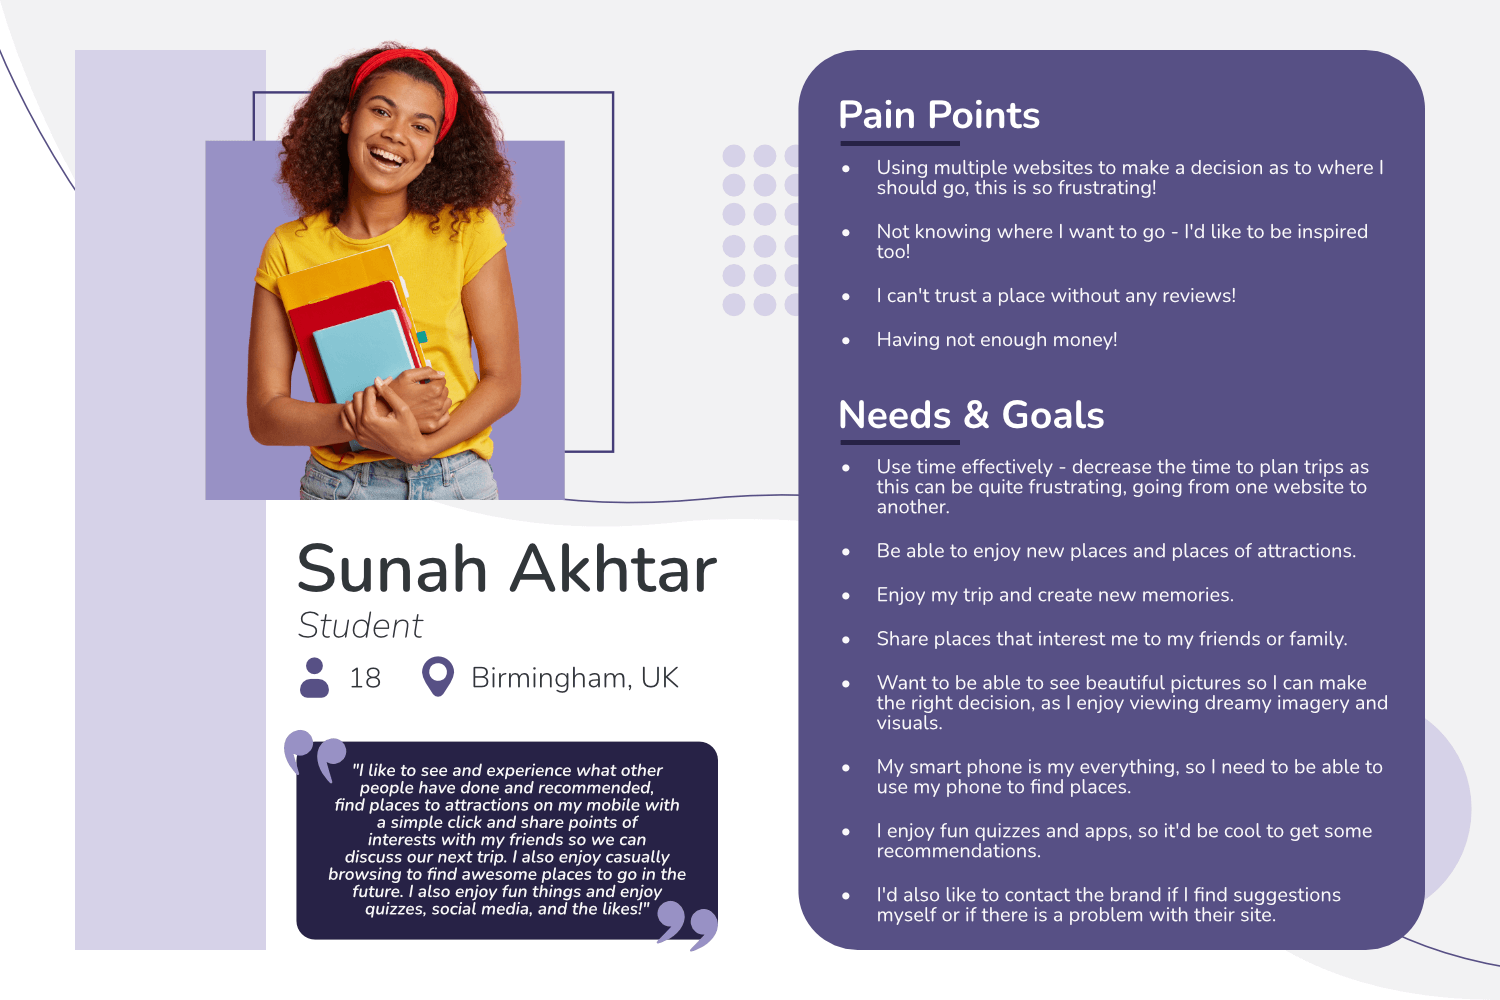 Sunah Akhtar
Student
18
Birmingham, UK
"I like to see and experience what other
people have done and recommended,
find places to attractions on my mobile with
a simple click and share points of
interests with my friends so we can
discuss our next trip. I also enjoy casually
browsing to find awesome places to go in the
future. I also enjoy fun things and enjoy
quizzes, social media, and the likes!"
Pain Points
• Using multiple websites to make a decision as to where I
should go, this is so frustrating!
• Not knowing where I want to go - I'd like to be inspired
too!
• I can't trust a place without any reviews!
• Having not enough money!
Needs & Goals
• Use time effectively - decrease the time to plan trips as
this can be quite frustrating, going from one website to
another.
• Be able to enjoy new places and places of attractions.
• Enjoy my trip and create new memories.
• Share places that interest me to my friends or family.
• Want to be able to see beautiful pictures so I can make
the right decision, as I enjoy viewing dreamy imagery and
visuals.
• My smart phone is my everything, so I need to be able to
use my phone to find places.
• I enjoy fun quizzes and apps, so it'd be cool to get some
recommendations.
• I'd also like to contact the brand if I find suggestions
myself or if there is a problem with their site.